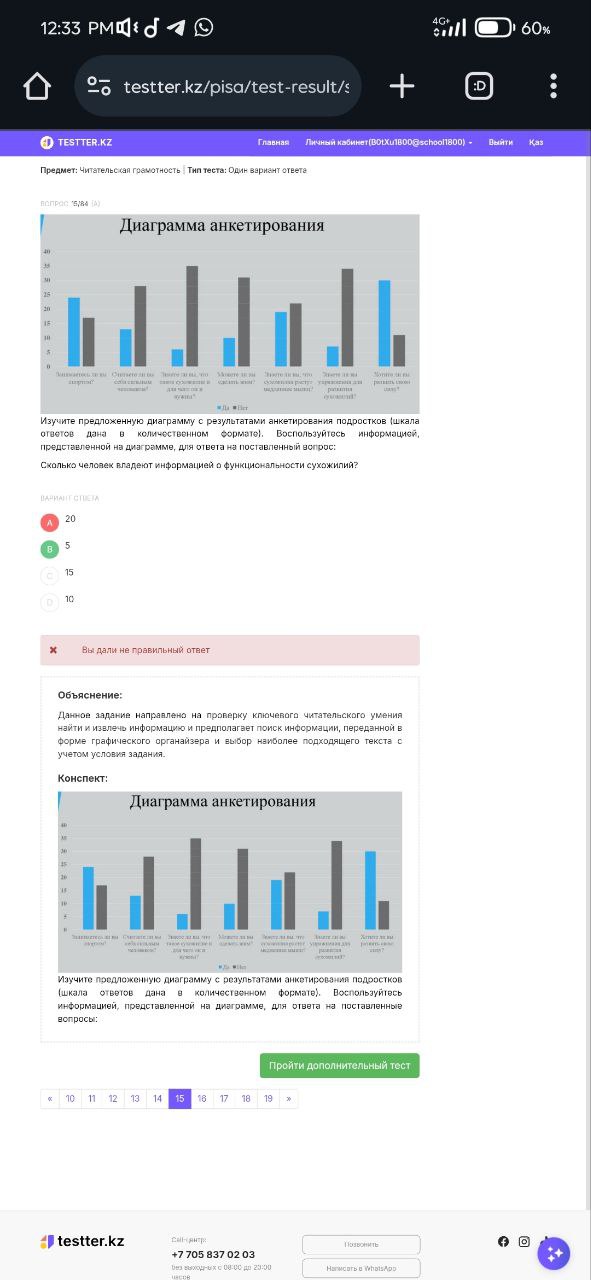 12:33 PM
4G+
60%
testter.kz/pisa/test-result/s
:D
TESTTER.KZ
Главная Личный кабинет(B0tXu1800@school1800) Выйти Қаз
Предмет: Читательская грамотность | Тип теста: Один вариант ответа
ВОПРОС 15/64 (A)
Диаграмма анкетирования
40
35
30
25
20
15
10
5
0
Занимаетесь ли вы спортом?
Считаете ли вы себя сильным человеком?
Знаете ли вы, что такое сухожилие и для чего он и нужны?
Можете ли вы сделать шаг?
Знаете ли вы, что сухожилия растут медленнее мышц?
Знаете ли вы упражнения для развития сухожилий?
Хотите ли вы развить свою силу?
Да Нет
Изучите предложенную диаграмму с результатами анкетирования подростков (шкала
ответов дана в количественном формате). Воспользуйтесь информацией,
представленной на диаграмме, для ответа на поставленный вопрос:
Сколько человек владеют информацией о функциональности сухожилий?
ВАРИАНТ ОТВЕТА
A 20
B 5
C 15
D 10
Вы дали не правильный ответ
Объяснение:
Данное задание направлено на проверку ключевого читательского умения
найти и извлечь информацию и предполагает поиск информации, переданной в
форме графического органайзера и выбор наиболее подходящего текста с
учетом условия задания.
Конспект:
Диаграмма анкетирования
40
35
30
25
20
15
10
5
0
Занимаетесь ли вы спортом?
Считаете ли вы себя сильным человеком?
Знаете ли вы, что такое сухожилие и для чего он и нужны?
Знаете ли вы, что сухожилия растут медленнее мышц?
Знаете ли вы упражнения для развития сухожилий?
Хотите ли вы развить свою силу?
Да Нет
Изучите предложенную диаграмму с результатами анкетирования подростков
(шкала ответов дана в количественном формате). Воспользуйтесь
информацией, представленной на диаграмме, для ответа на поставленные
вопросы:
Пройти дополнительный тест
« 10 11 12 13 14 15 16 17 18 19 »
testter.kz
Call-центр:
+7 705 837 02 03
без выходных с 08:00 до 20:00
часов
Позвонить
Написать в WhatsApp